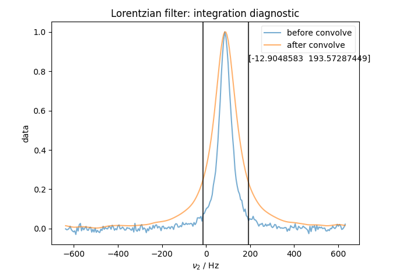 Lorentzian filter: integration diagnostic
before convolve
after convolve
[-12.9048583 193.57287449]
data
1.0
0.8
0.6
0.4
0.2
0.0
−600 −400 −200 0 200 400 600
ν₂ / Hz